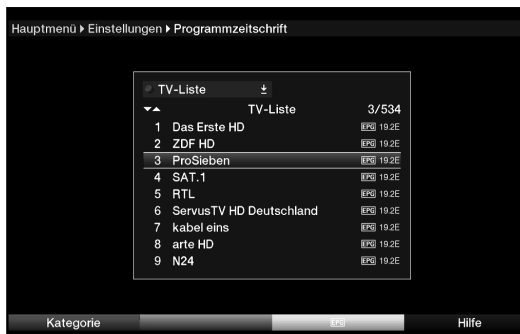 Hauptmenü ▸ Einstellungen ▸ Programmzeitschrift
TV-Liste
TV-Liste 3/534
1 Das Erste HD EPG 19.2E
2 ZDF HD EPG 19.2E
3 ProSieben EPG 19.2E
4 SAT.1 EPG 19.2E
5 RTL EPG 19.2E
6 ServusTV HD Deutschland EPG 19.2E
7 kabel eins EPG 19.2E
8 arte HD EPG 19.2E
9 N24 EPG 19.2E
Kategorie EPG Hilfe